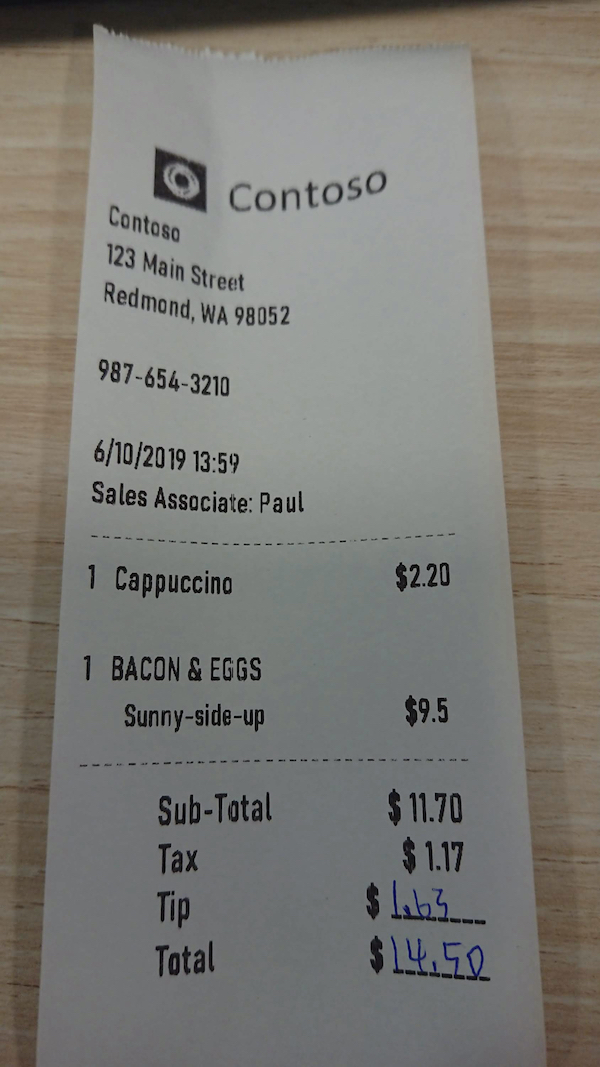 Contoso
Contoso
123 Main Street
Redmond, WA 98052
987-654-3210
6/10/2019 13:59
Sales Associate: Paul
1 Cappuccino $2.20
1 BACON & EGGS
Sunny-side-up $9.5
Sub-Total $ 11.70
Tax $ 1.17
Tip $ 1.63
Total $ 14.50